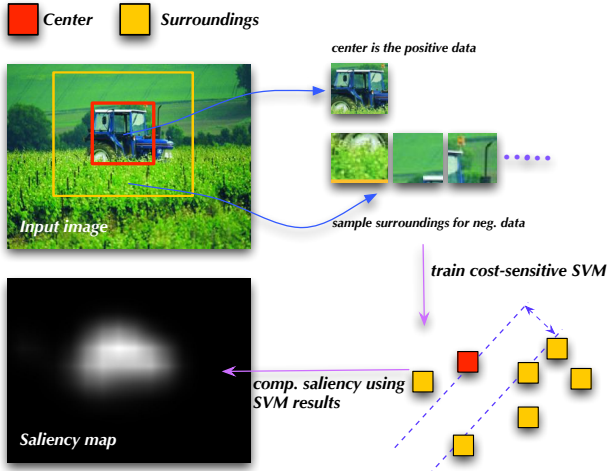 Center
Surroundings
center is the positive data
Input image
sample surroundings for neg. data
train cost-sensitive SVM
comp. saliency using
SVM results
Saliency map